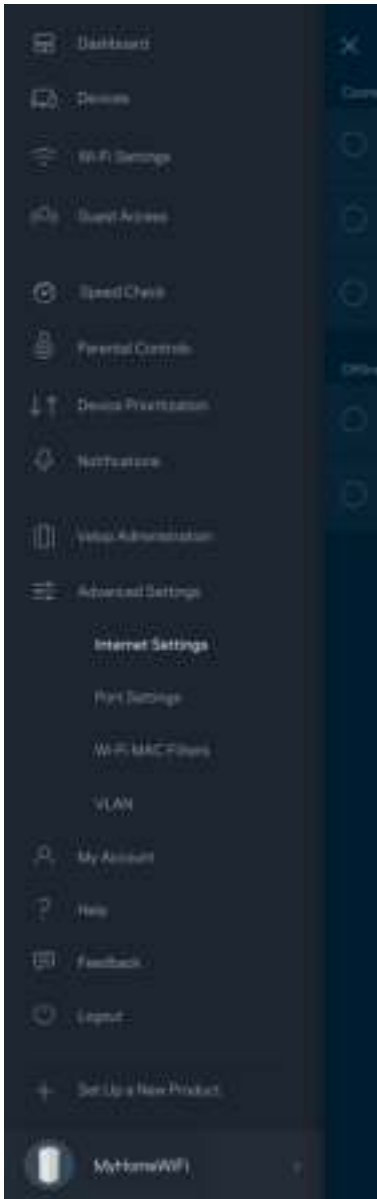 Dashboard
Devices
Wi-Fi Settings
Guest Access
Speed Check
Parental Controls
Device Prioritization
Notifications
Velop Administration
Advanced Settings
Internet Settings
Port Settings
Wi-Fi MAC Filters
VLAN
My Account
Help
Feedback
Logout
Set Up a New Product
MyHomeWiFi